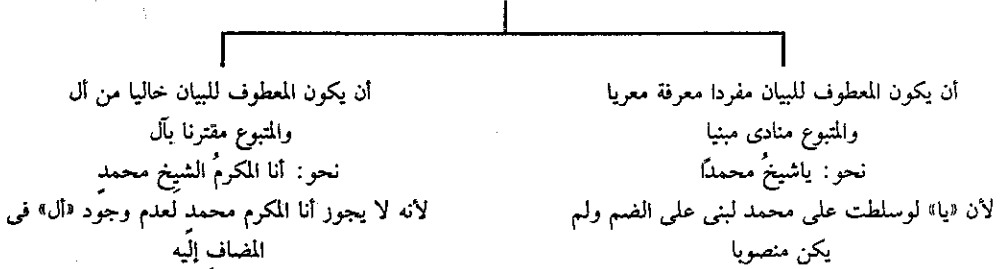 أن يكون المعطوف للبيان مفردا معرفة معربا
والمتبوع منادى مبنيا
نحو: ياشيخُ محمدًا
لأن «يا» لوسلطت على محمد لبنى على الضم ولم
يكن منصوبا
أن يكون المعطوف للبيان خاليا من أل
والمتبوع مقترنا بآل
نحو: أنا المكرمُ الشيخِ محمدٍ
لأنه لا يجوز أنا المكرم محمدٍ لعدم وجود «أل» فى
المضاف إليه